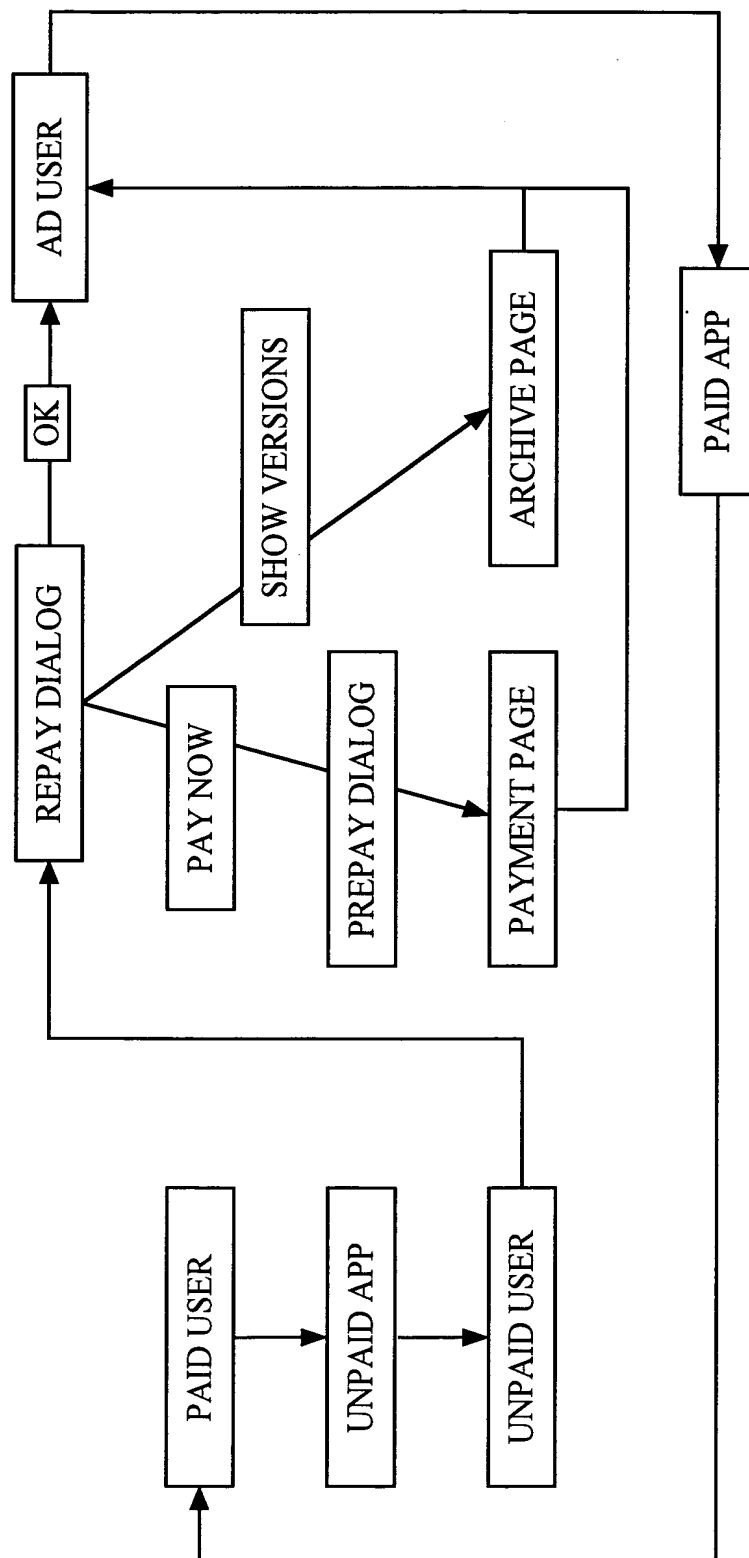 PAID USER
UNPAID APP
UNPAID USER
REPAY DIALOG
PAY NOW
PREPAY DIALOG
PAYMENT PAGE
SHOW VERSIONS
ARCHIVE PAGE
OK
AD USER
PAID APP